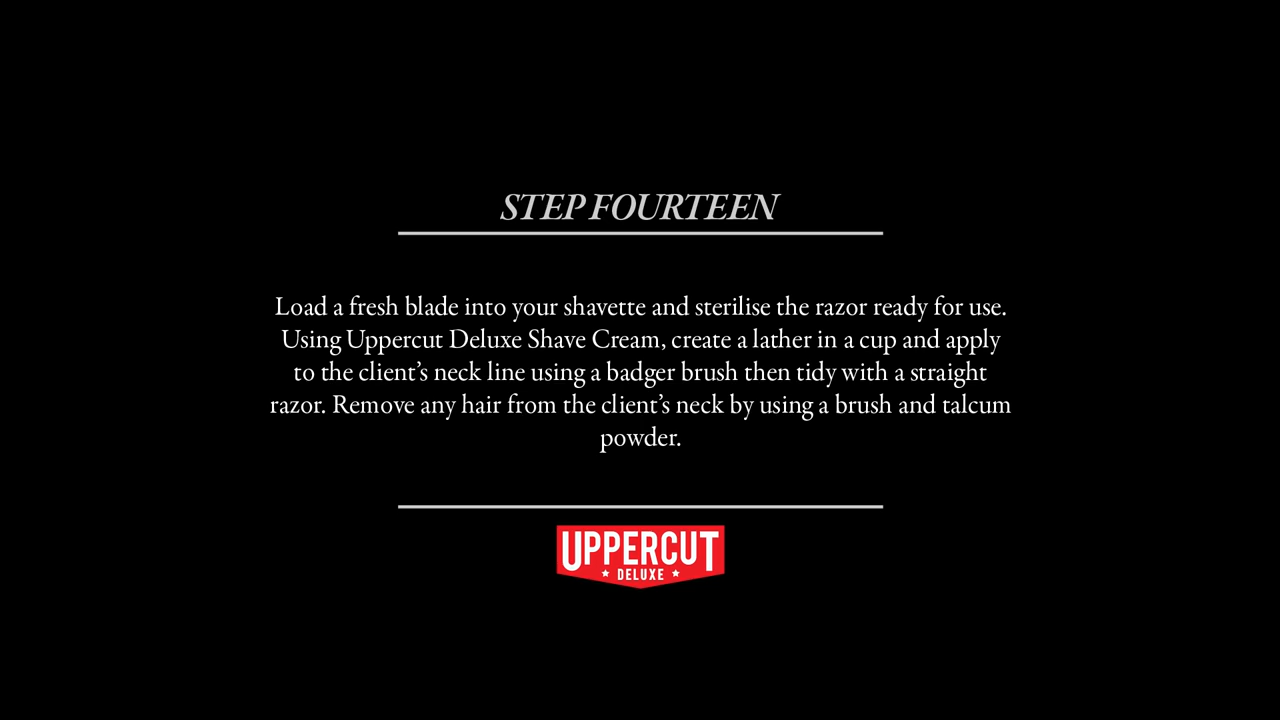 STEP FOURTEEN
Load a fresh blade into your shavette and sterilise the razor ready for use.
Using Uppercut Deluxe Shave Cream, create a lather in a cup and apply
to the client’s neck line using a badger brush then tidy with a straight
razor. Remove any hair from the client’s neck by using a brush and talcum
powder.
UPPERCUT
DELUXE